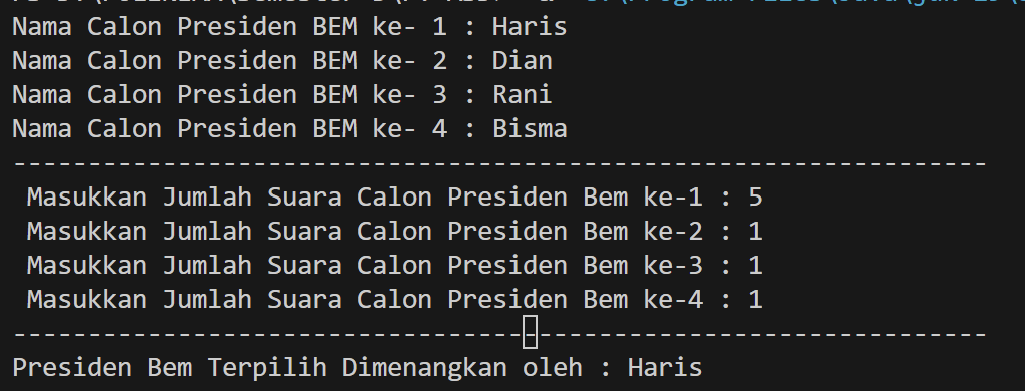 Nama Calon Presiden BEM ke- 1 : Haris
Nama Calon Presiden BEM ke- 2 : Dian
Nama Calon Presiden BEM ke- 3 : Rani
Nama Calon Presiden BEM ke- 4 : Bisma
-----------------------------------------------------------------
Masukkan Jumlah Suara Calon Presiden Bem ke-1 : 5
Masukkan Jumlah Suara Calon Presiden Bem ke-2 : 1
Masukkan Jumlah Suara Calon Presiden Bem ke-3 : 1
Masukkan Jumlah Suara Calon Presiden Bem ke-4 : 1
-----------------------------------------------------------------
Presiden Bem Terpilih Dimenangkan oleh : Haris